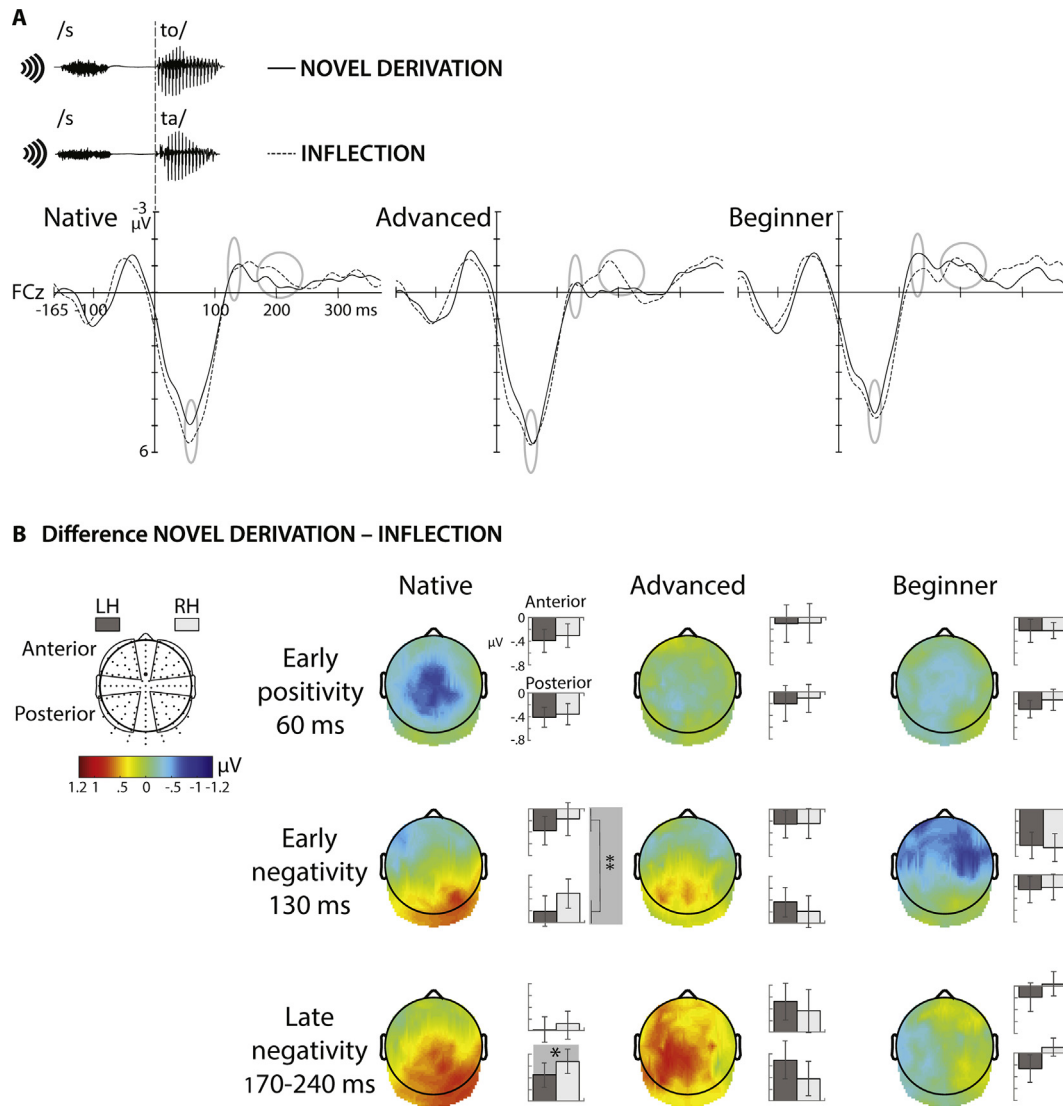 A
/s to/
NOVEL DERIVATION
/s ta/
INFLECTION
Native -3 µV Advanced Beginner
FCz
-165 -100 100 200 300 ms
6
B Difference NOVEL DERIVATION – INFLECTION
Native Advanced Beginner
LH RH
Anterior
Posterior
µV
1.2 1 .5 0 -.5 -1 -1.2
Early
positivity
60 ms
Anterior
0
µV -.4
.8
Posterior
0
-.4
.8
Early
negativity
130 ms
**
Late
negativity
170-240 ms
*